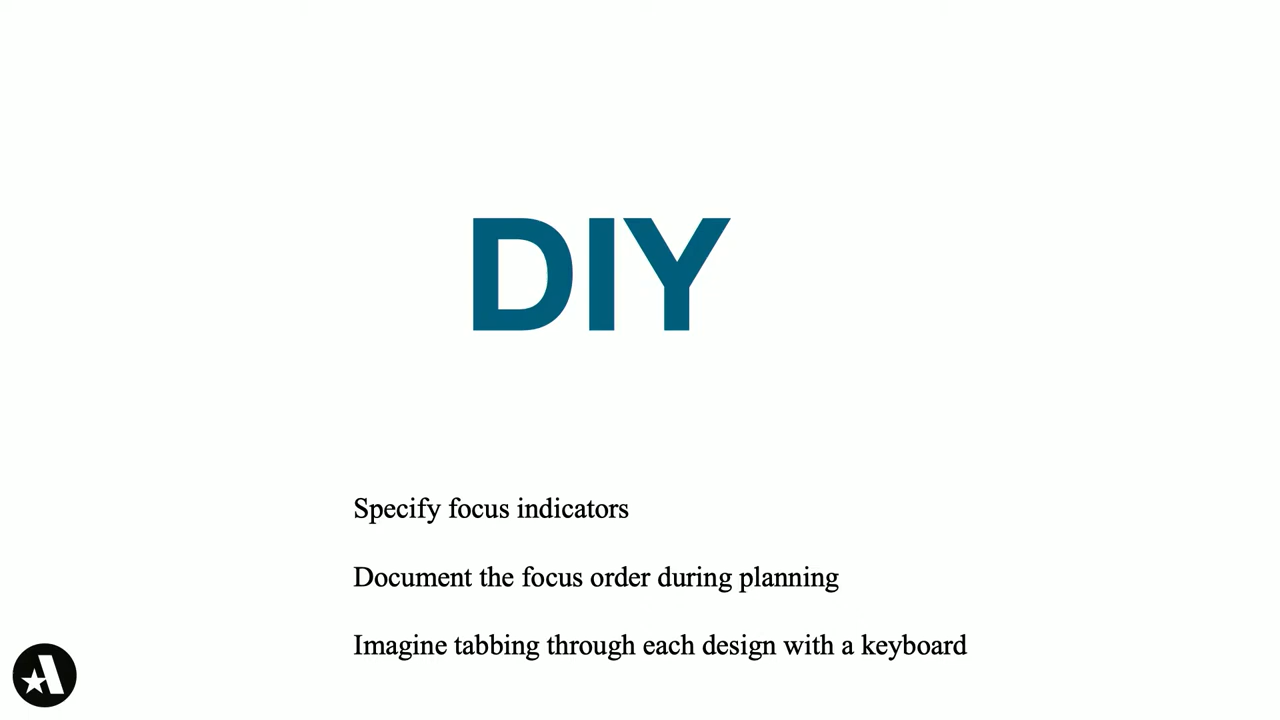 DIY
Specify focus indicators
Document the focus order during planning
Imagine tabbing through each design with a keyboard